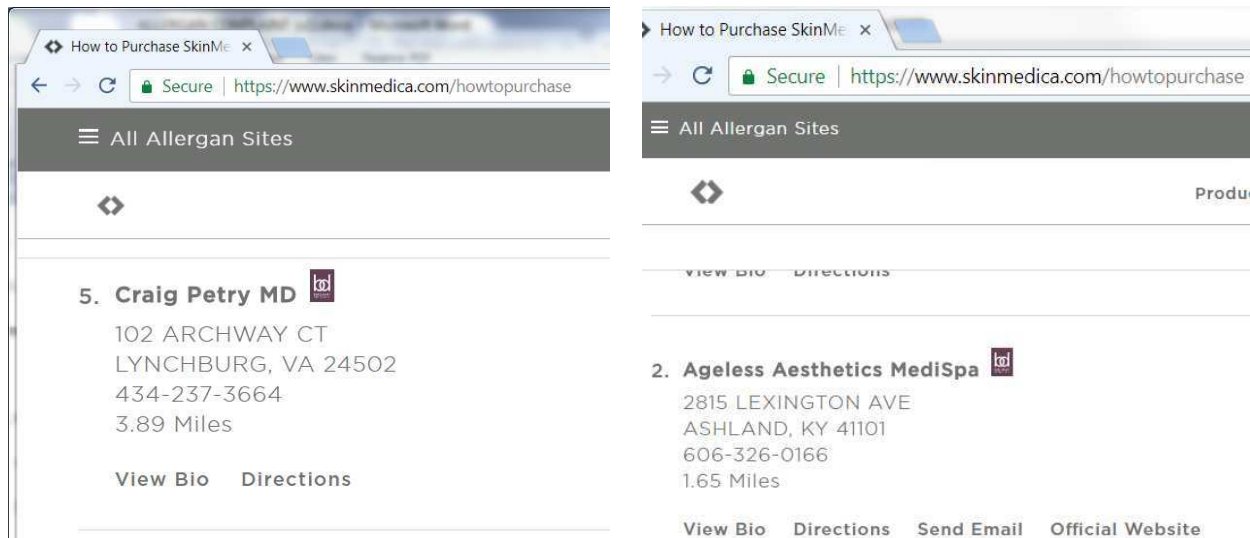 How to Purchase SkinMe
Secure | https://www.skinmedica.com/howtopurchase
All Allergan Sites
5. Craig Petry MD bd
102 ARCHWAY CT
LYNCHBURG, VA 24502
434-237-3664
3.89 Miles
View Bio Directions
How to Purchase SkinMe
Secure | https://www.skinmedica.com/howtopurchase
All Allergan Sites
Produc
View Bio Directions
2. Ageless Aesthetics MediSpa bd
2815 LEXINGTON AVE
ASHLAND, KY 41101
606-326-0166
1.65 Miles
View Bio Directions Send Email Official Website